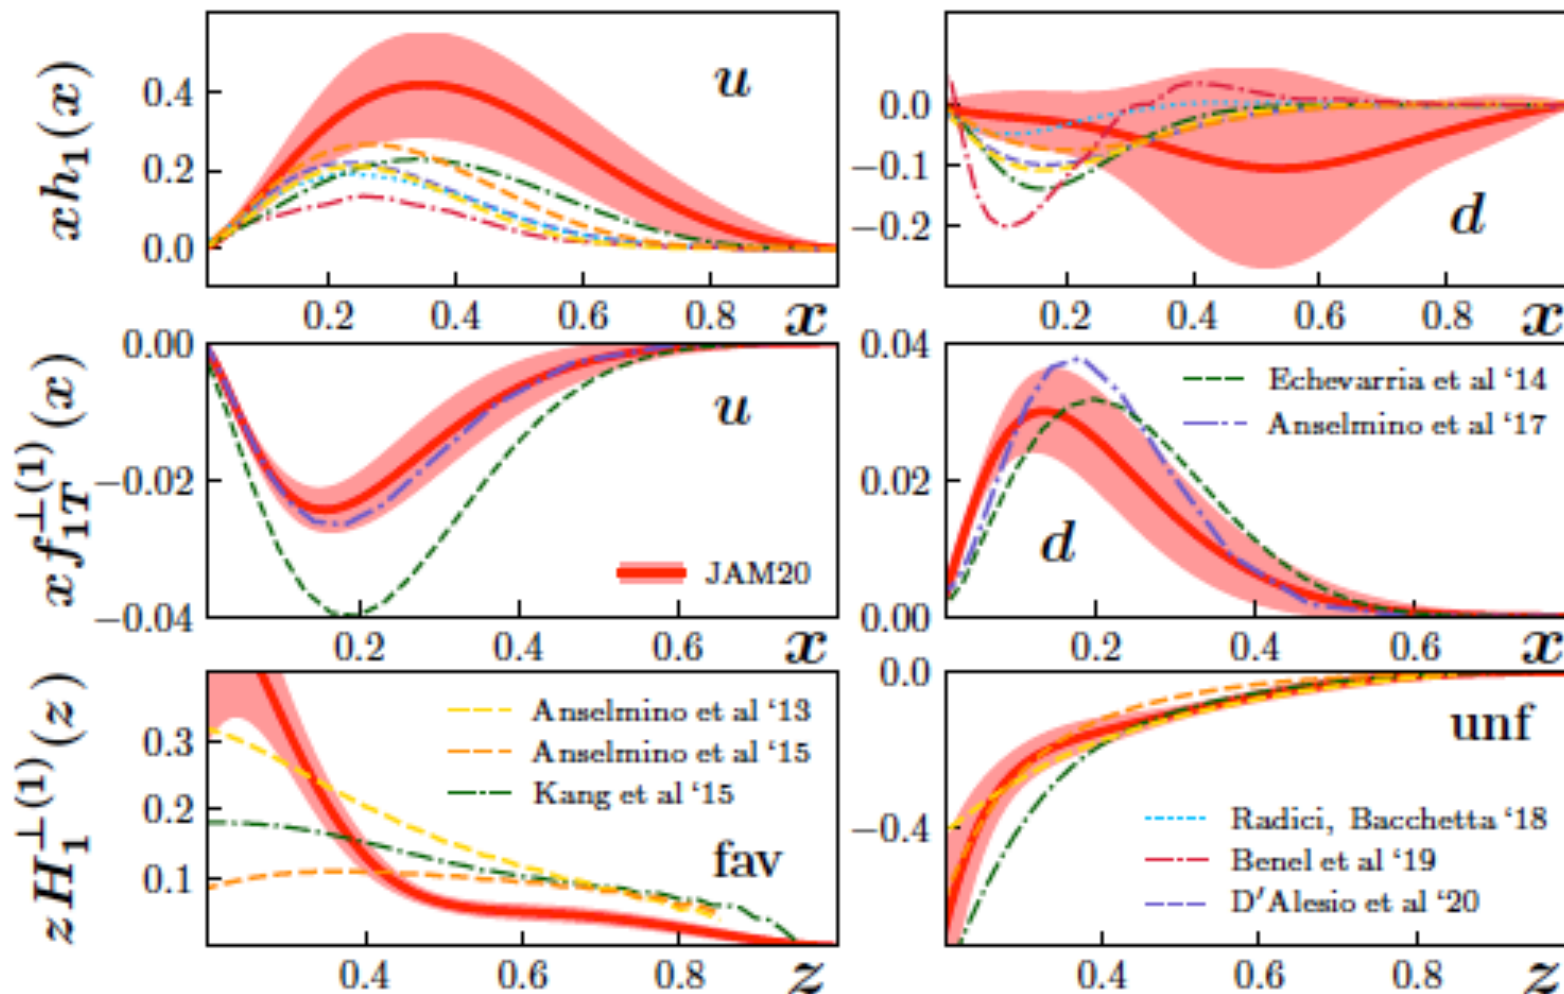 xh₁(x)
0.4
0.2
0.0
u
0.2 0.4 0.6 0.8 x
0.0
−0.1
−0.2
d
0.2 0.4 0.6 0.8 x
xf₁T^⊥(1)(x)
0.00
−0.02
−0.04
u
JAM20
0.2 0.4 0.6 x
0.04
0.02
0.00
Echevarria et al ‘14
Anselmino et al ‘17
d
0.2 0.4 0.6 x
zH₁^⊥(1)(z)
0.3
0.2
0.1
Anselmino et al ‘13
Anselmino et al ‘15
Kang et al ‘15
fav
0.4 0.6 0.8 z
0.0
−0.4
unf
Radici, Bacchetta ‘18
Benel et al ‘19
D′Alesio et al ‘20
0.4 0.6 0.8 z